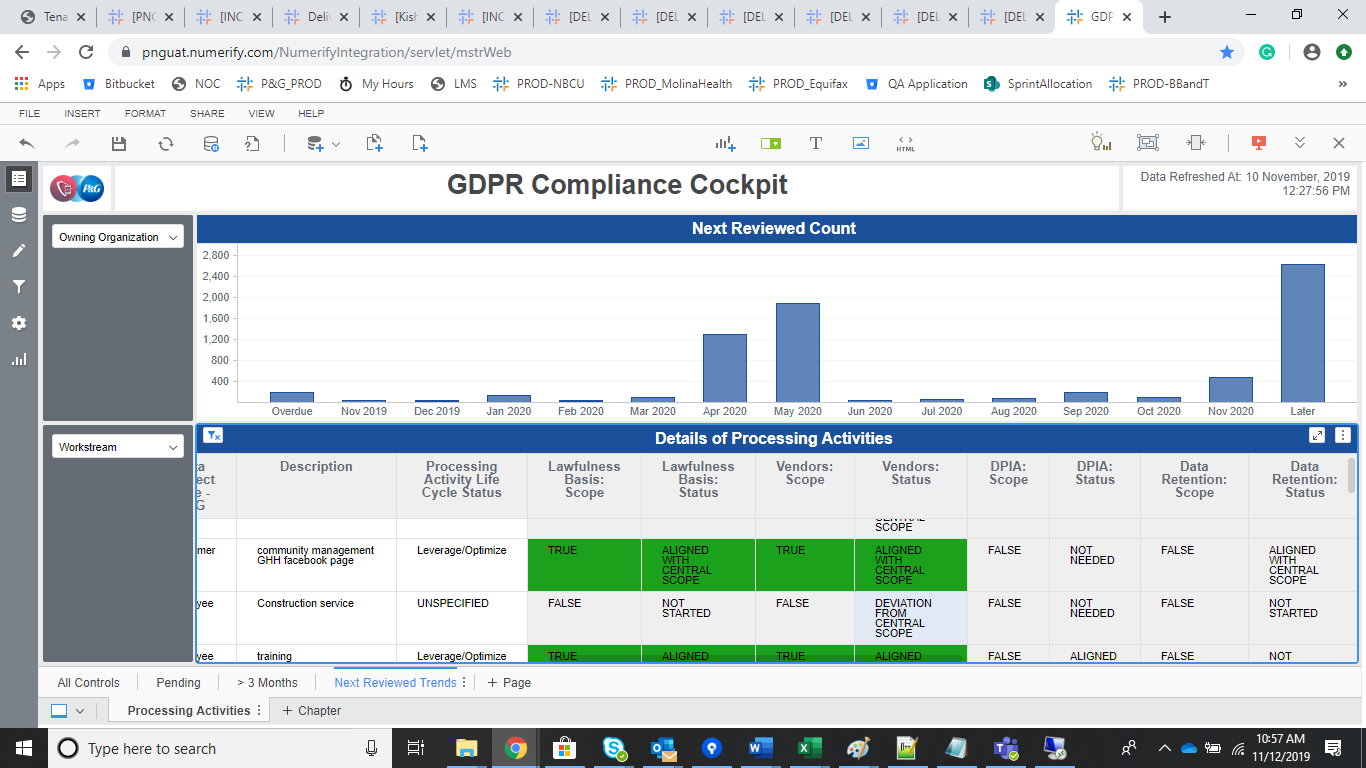 Tena
[PNC
[INC
Deliv
[Kish
[INC
[DEL
[DEL
[DEL
[DEL
[DEL
[DEL
GDP
pnguat.numerify.com/NumerifyIntegration/servlet/mstrWeb
Apps
Bitbucket
NOC
P&G_PROD
My Hours
LMS
PROD-NBCU
PROD_MolinaHealth
PROD_Equifax
QA Application
SprintAllocation
PROD-BBandT
FILE
INSERT
FORMAT
SHARE
VIEW
HELP
T
HTML
P&G
GDPR Compliance Cockpit
Data Refreshed At: 10 November, 2019
12:27:56 PM
Owning Organization
Next Reviewed Count
2,800
2,400
2,000
1,600
1,200
800
400
Overdue
Nov 2019
Dec 2019
Jan 2020
Feb 2020
Mar 2020
Apr 2020
May 2020
Jun 2020
Jul 2020
Aug 2020
Sep 2020
Oct 2020
Nov 2020
Later
Workstream
Details of Processing Activities
ta
ect
e -
G
Description
Processing
Activity Life
Cycle Status
Lawfulness
Basis:
Scope
Lawfulness
Basis:
Status
Vendors:
Scope
Vendors:
Status
DPIA:
Scope
DPIA:
Status
Data
Retention:
Scope
Data
Retention:
Status
CENTRAL
SCOPE
mer
community management
GHH facebook page
Leverage/Optimize
TRUE
ALIGNED
WITH
CENTRAL
SCOPE
TRUE
ALIGNED
WITH
CENTRAL
SCOPE
FALSE
NOT
NEEDED
FALSE
ALIGNED
WITH
CENTRAL
SCOPE
yee
Construction service
UNSPECIFIED
FALSE
NOT
STARTED
FALSE
DEVIATION
FROM
CENTRAL
SCOPE
FALSE
NOT
NEEDED
FALSE
NOT
STARTED
yee
training
Leverage/Optimize
TRUE
ALIGNED
TRUE
ALIGNED
FALSE
ALIGNED
FALSE
NOT
All Controls
Pending
> 3 Months
Next Reviewed Trends
+ Page
Processing Activities
+ Chapter
Type here to search
10:57 AM
11/12/2019